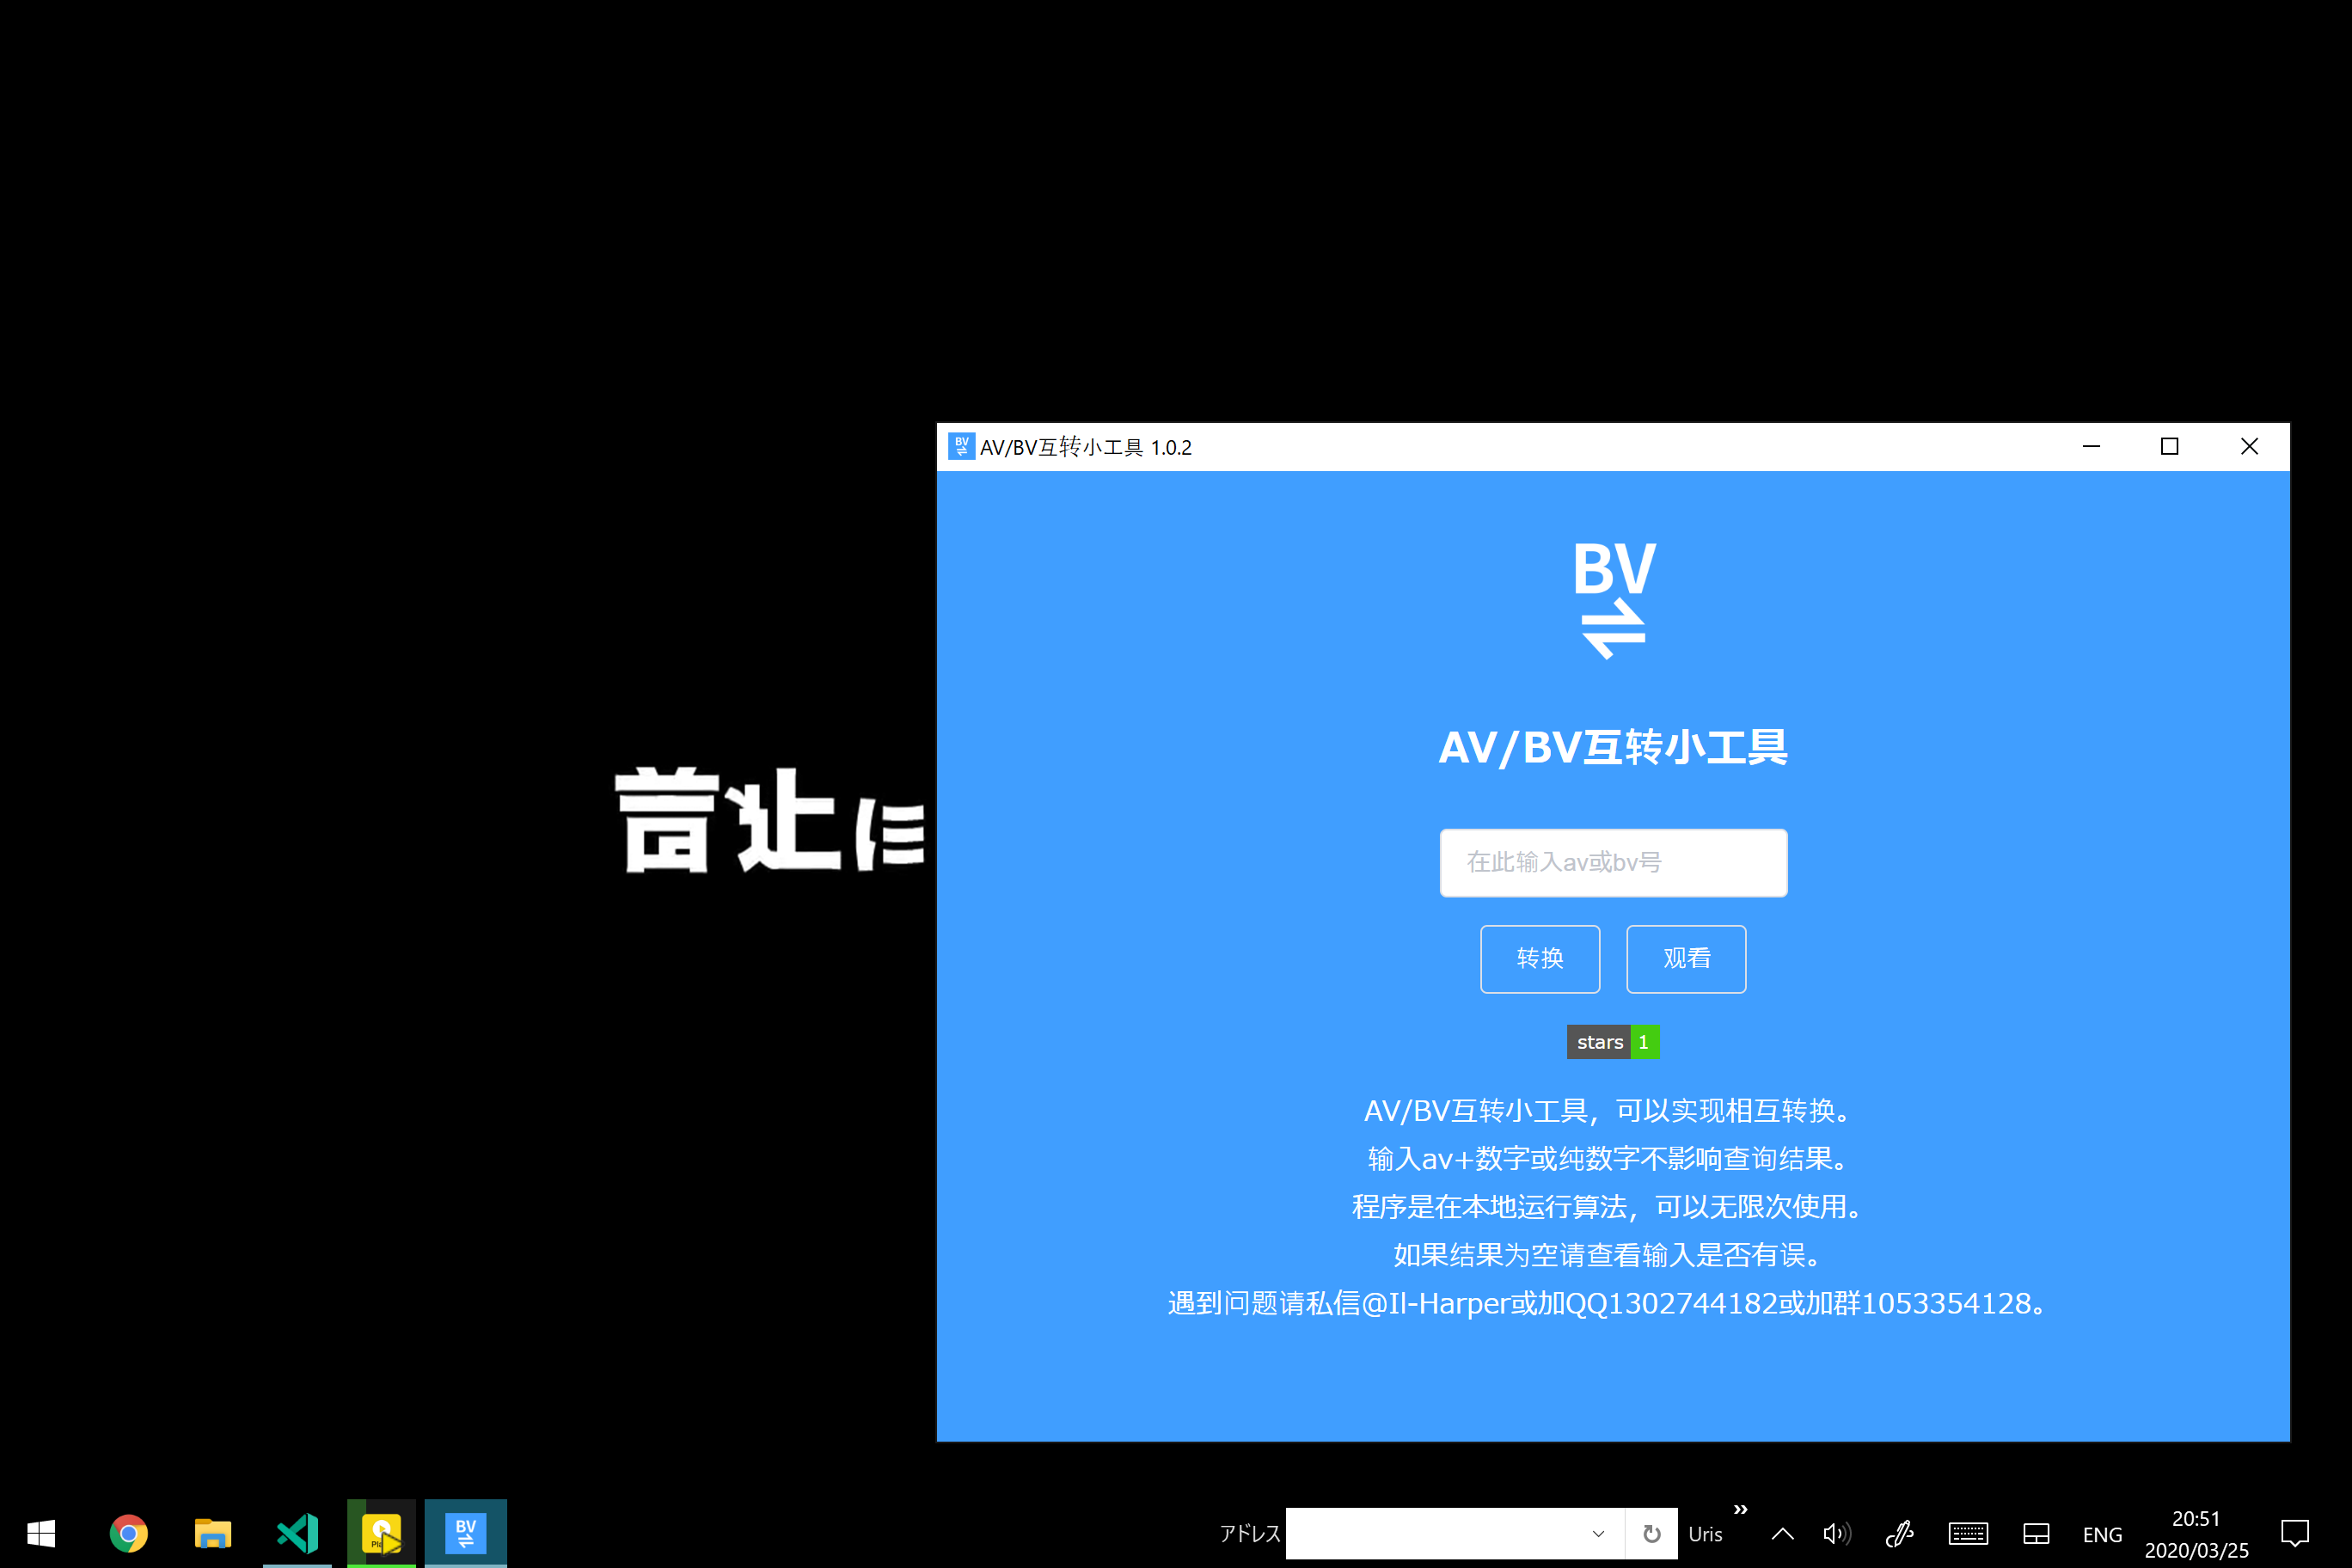 AV/BV互转小工具 1.0.2
BV
AV/BV互转小工具
在此输入av或bv号
转换 观看
stars 1
AV/BV互转小工具，可以实现相互转换。
输入av+数字或纯数字不影响查询结果。
程序是在本地运行算法，可以无限次使用。
如果结果为空请查看输入是否有误。
遇到问题请私信@Il-Harper或加QQ1302744182或加群1053354128。
BV
アドレス
Uris
ENG
20:51
2020/03/25